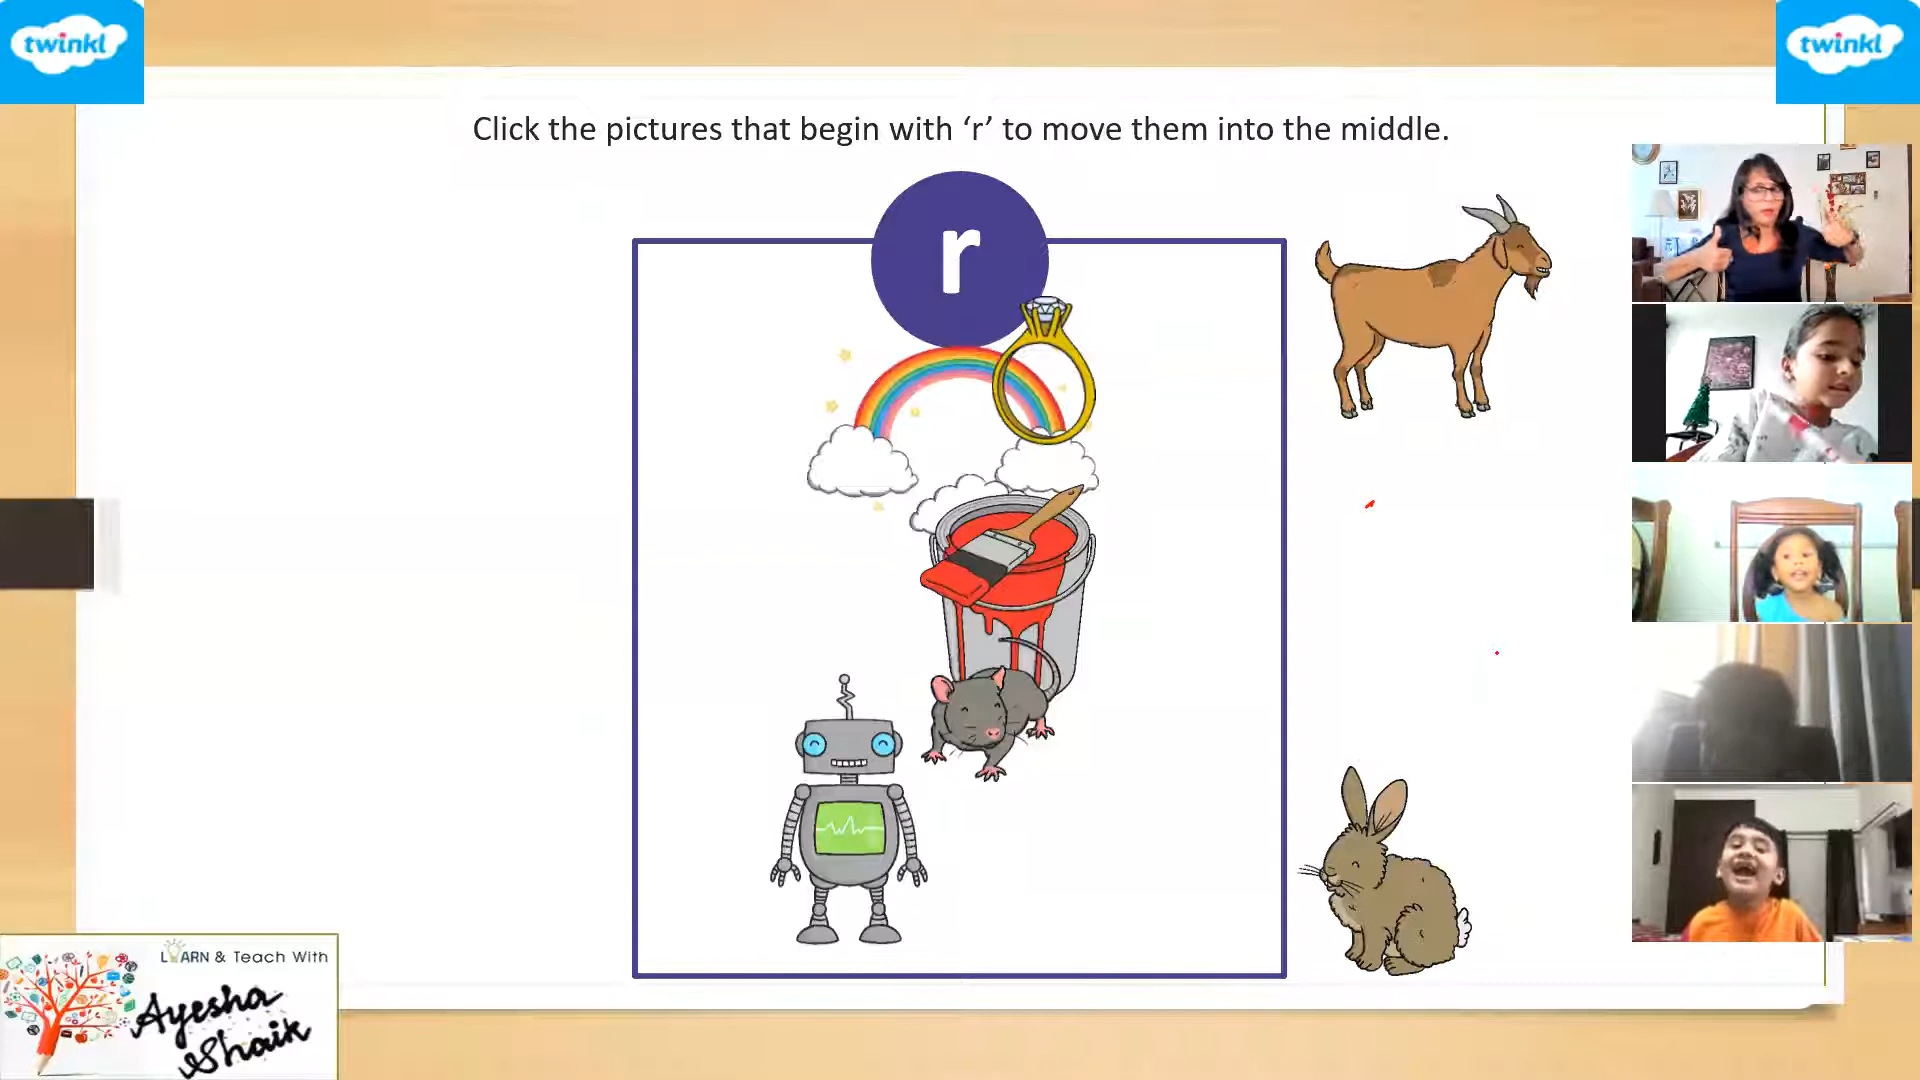 twinkl
twinkl
Click the pictures that begin with ‘r’ to move them into the middle.
r
LEARN & Teach With
Ayesha
Shaik